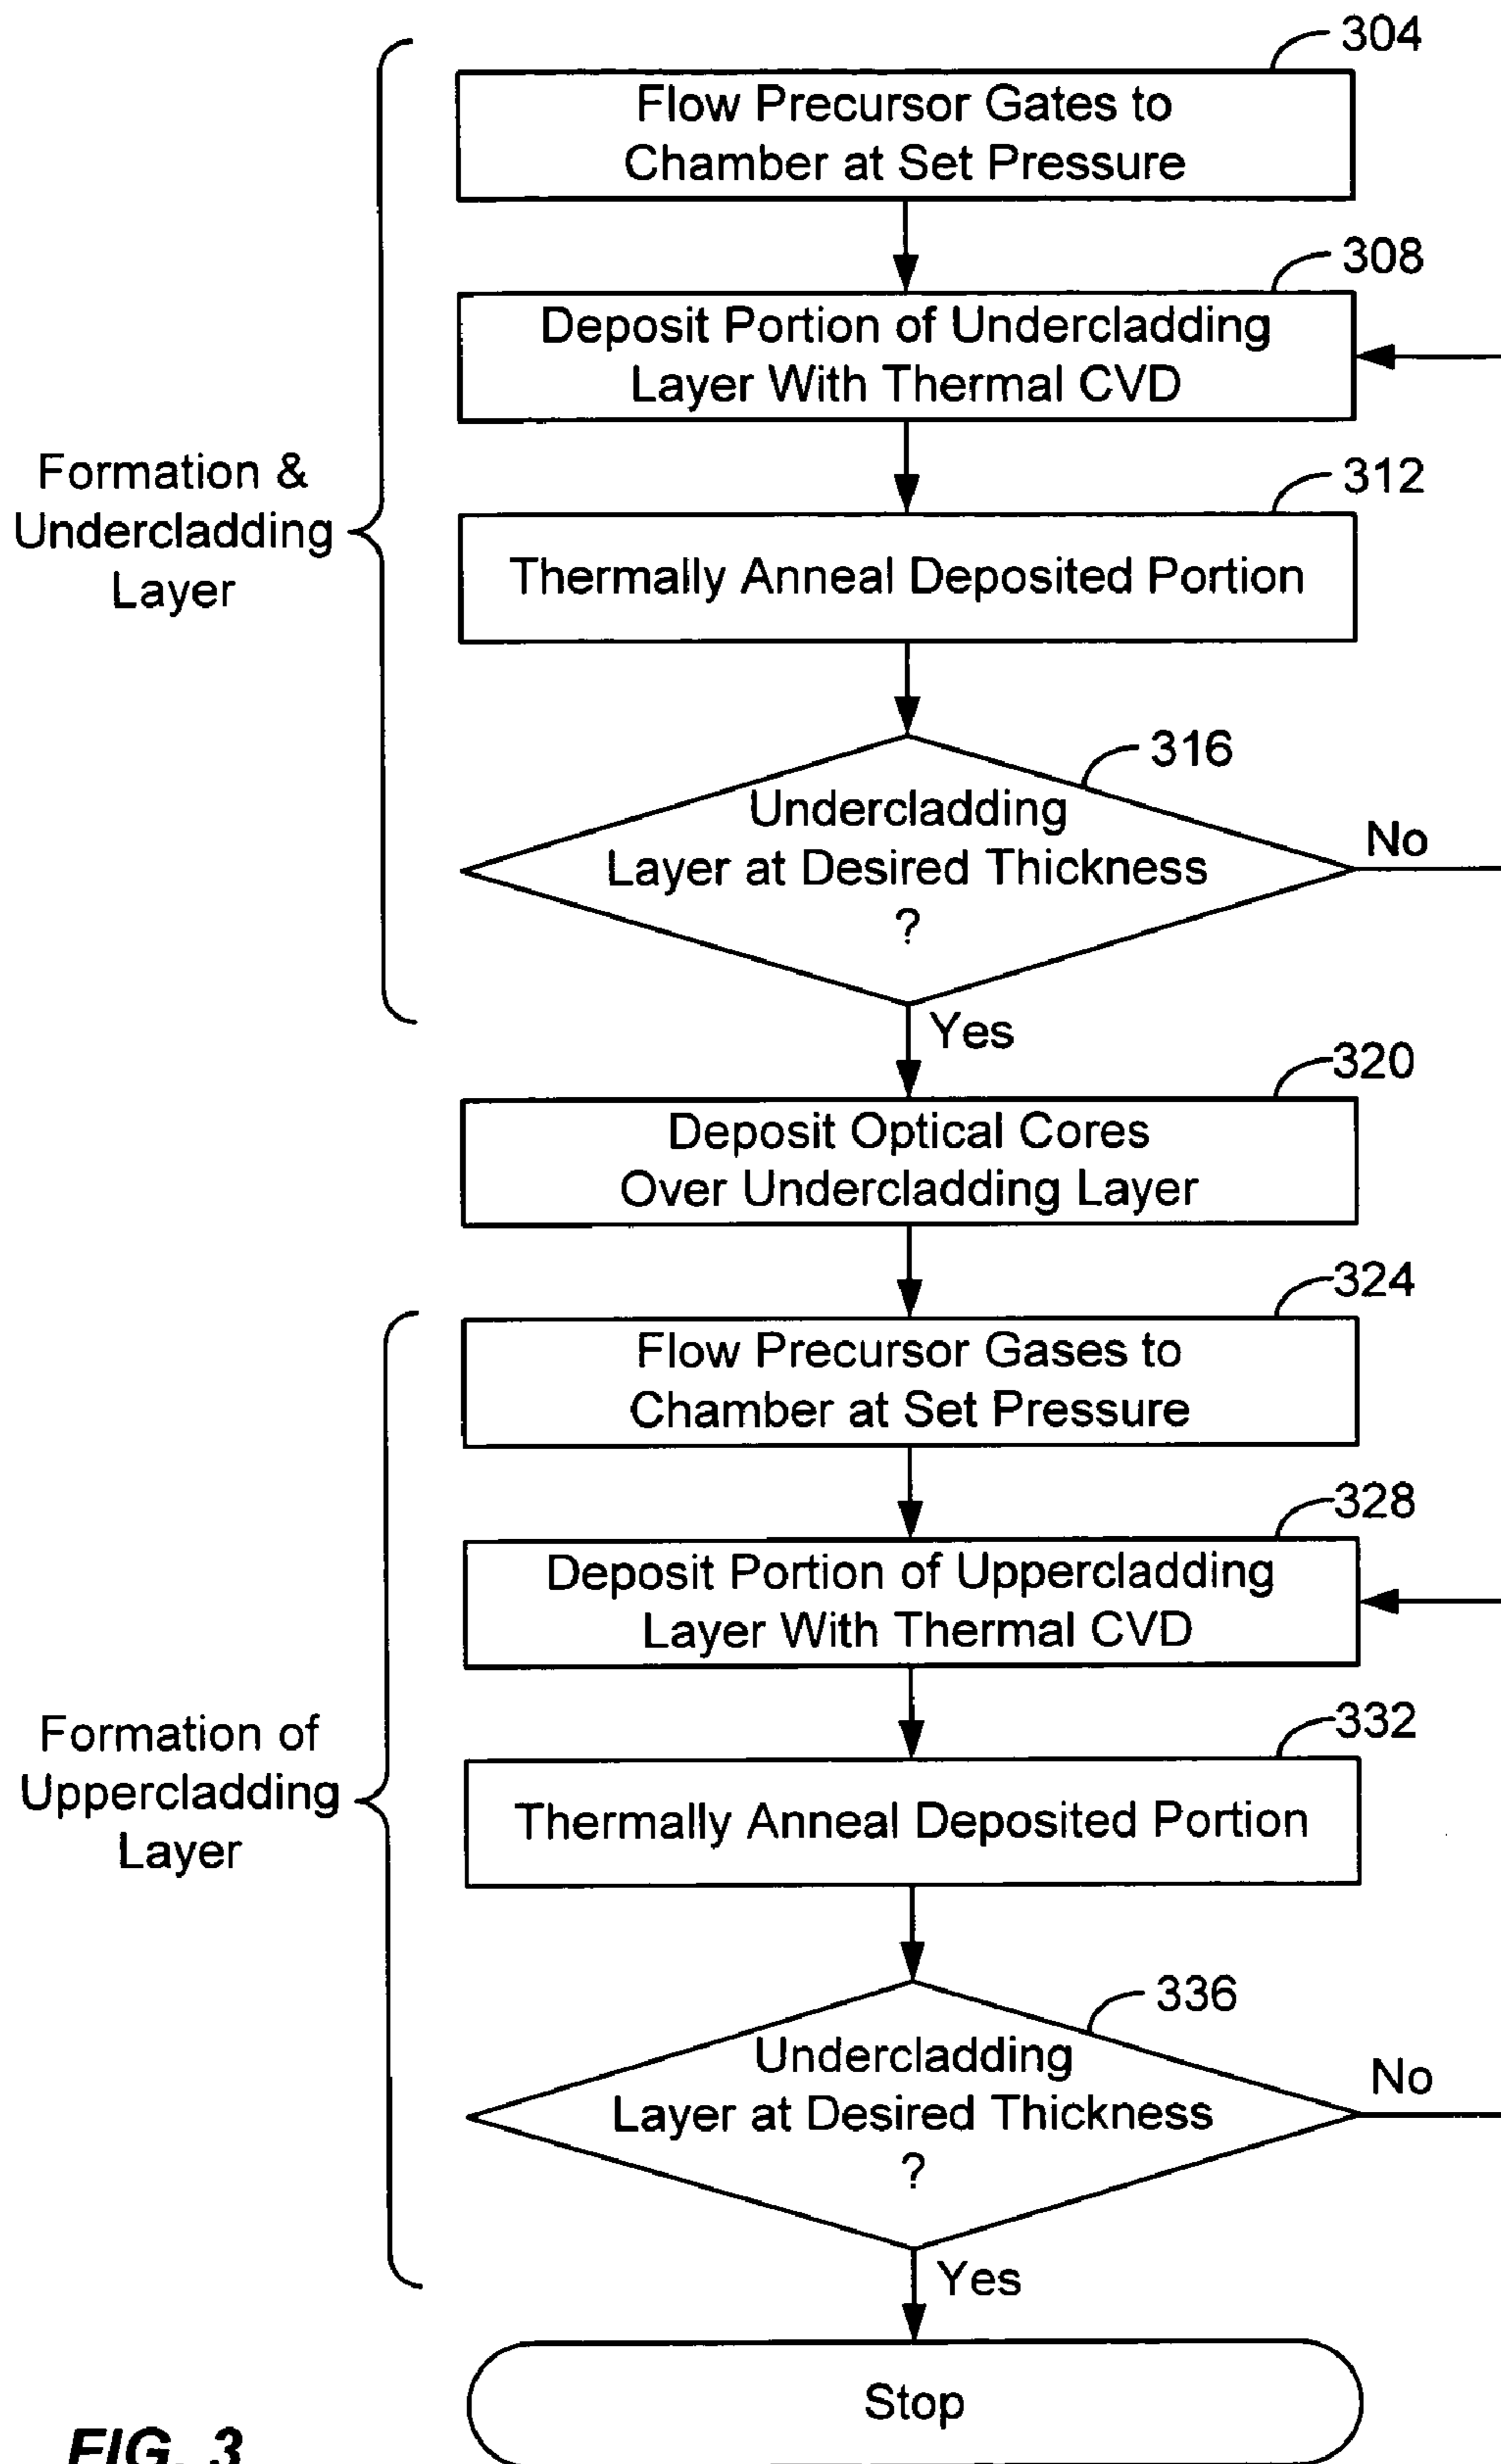 304
Flow Precursor Gates to
Chamber at Set Pressure
308
Deposit Portion of Undercladding
Layer With Thermal CVD
Formation &
Undercladding
Layer
312
Thermally Anneal Deposited Portion
316
Undercladding
Layer at Desired Thickness
?
No
Yes
320
Deposit Optical Cores
Over Undercladding Layer
324
Flow Precursor Gases to
Chamber at Set Pressure
328
Deposit Portion of Uppercladding
Layer With Thermal CVD
Formation of
Uppercladding
Layer
332
Thermally Anneal Deposited Portion
336
Undercladding
Layer at Desired Thickness
?
No
Yes
Stop
FIG. 3